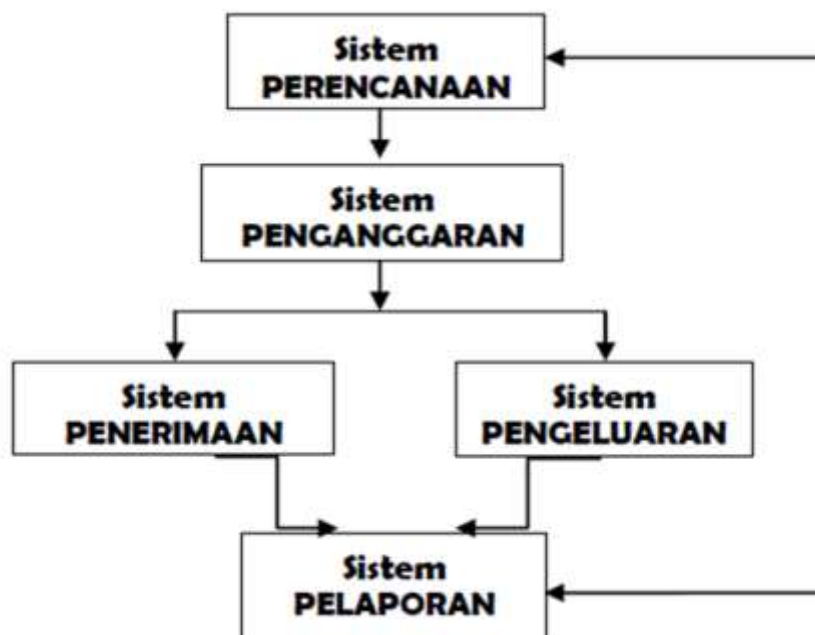 Sistem
PERENCANAAN
Sistem
PENGANGGARAN
Sistem
PENERIMAAN
Sistem
PENGELUARAN
Sistem
PELAPORAN